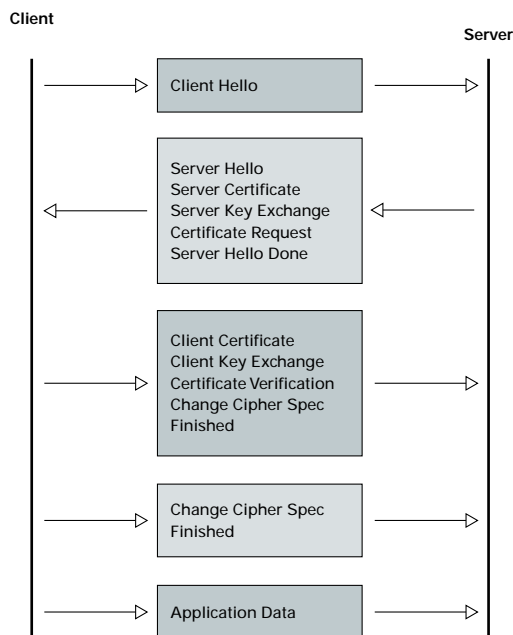 Client
Server
Client Hello
Server Hello
Server Certificate
Server Key Exchange
Certificate Request
Server Hello Done
Client Certificate
Client Key Exchange
Certificate Verification
Change Cipher Spec
Finished
Change Cipher Spec
Finished
Application Data